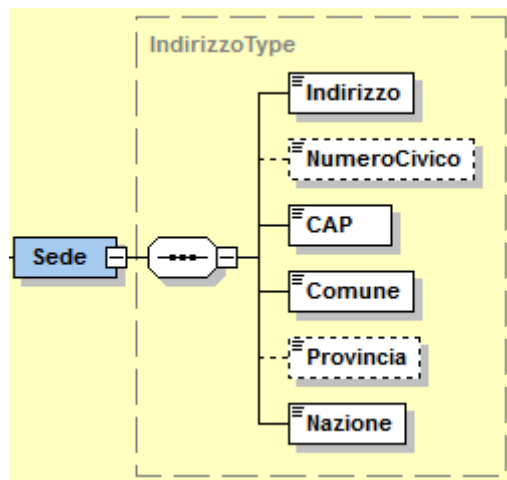 IndirizzoType
Indirizzo
NumeroCivico
CAP
Sede
Comune
Provincia
Nazione